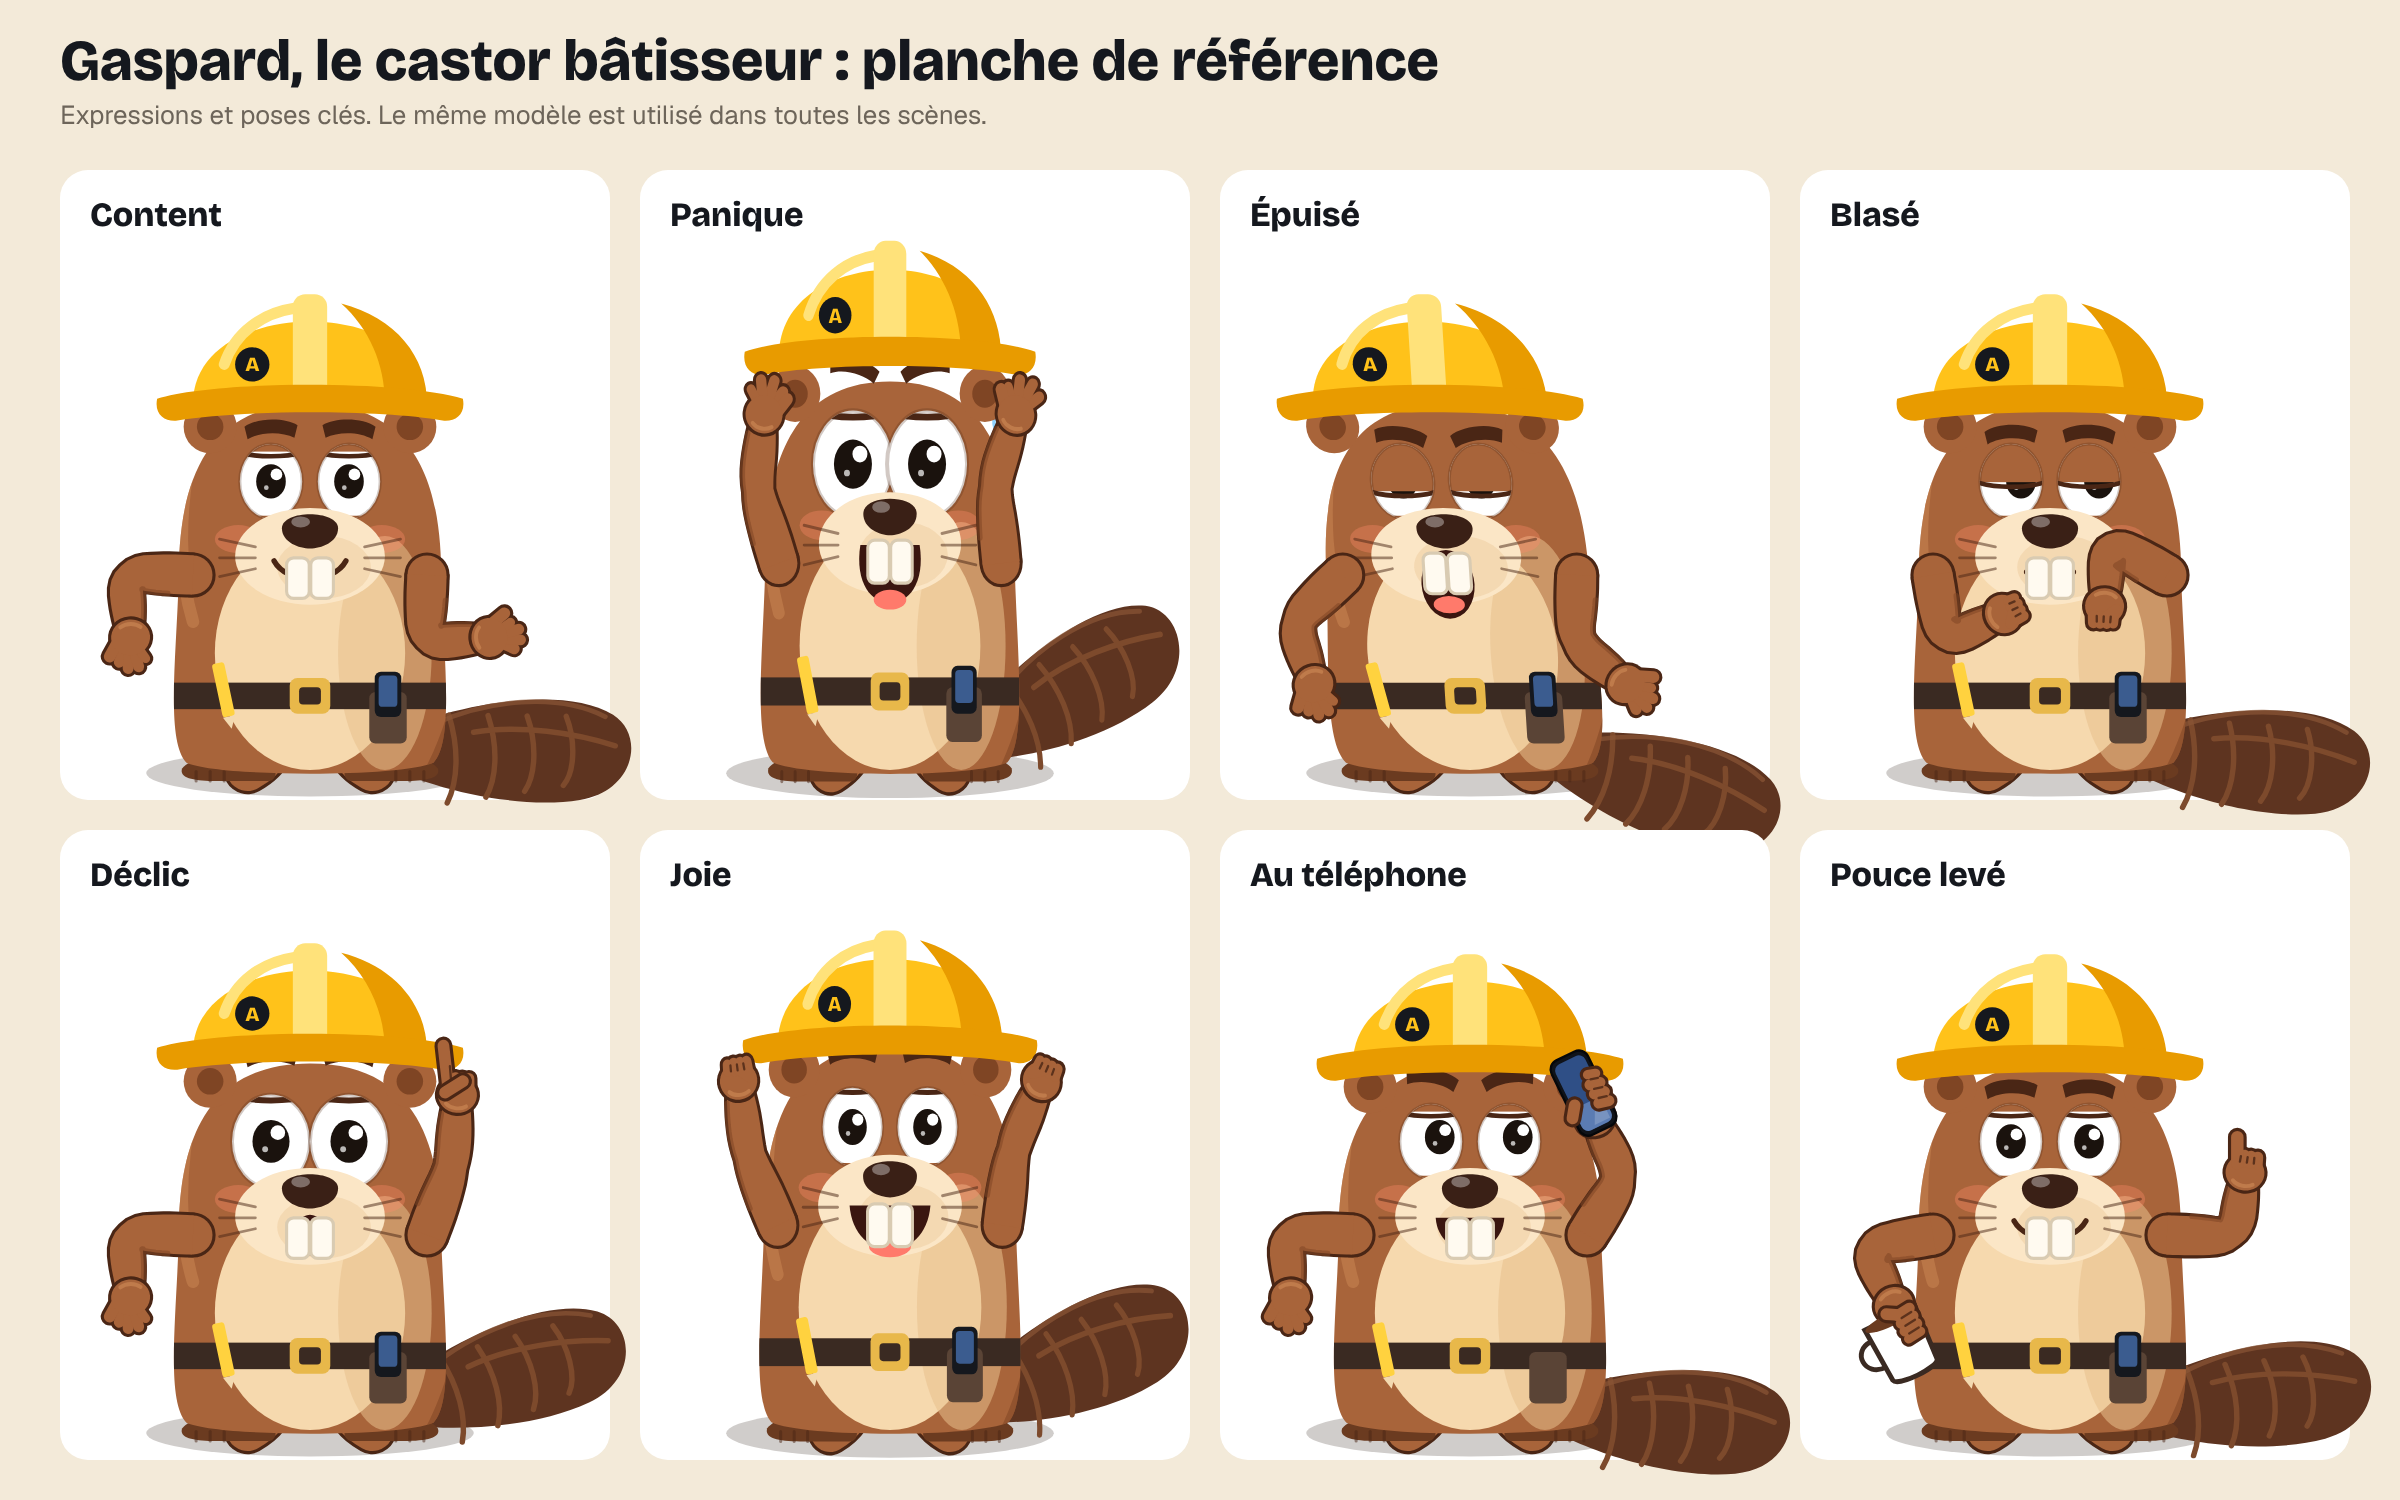 Gaspard, le castor bâtisseur : planche de référence
Expressions et poses clés. Le même modèle est utilisé dans toutes les scènes.
Content
Panique
Épuisé
Blasé
A
A
A
A
Déclic
Joie
Au téléphone
Pouce levé
A
A
A
A